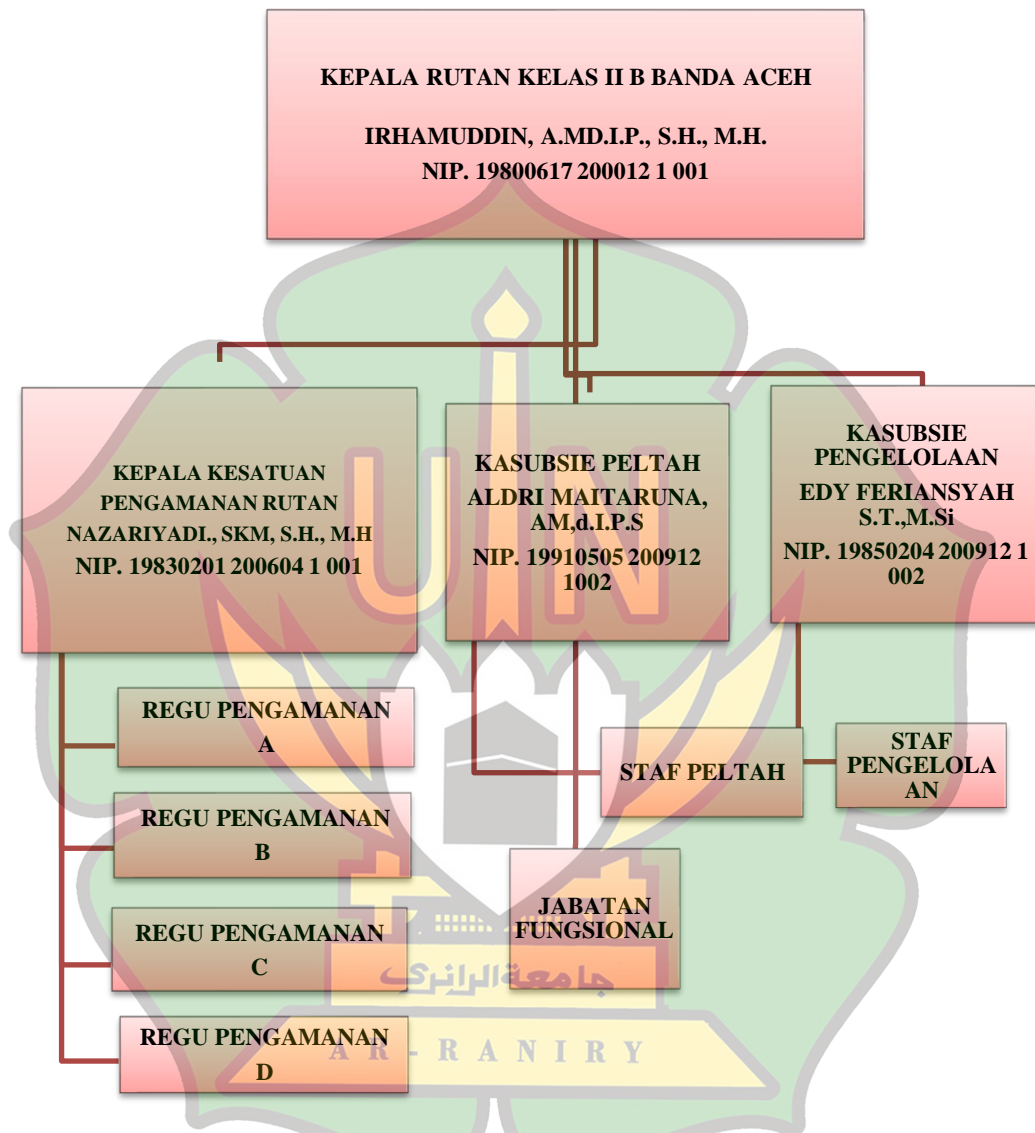 KEPALA RUTAN KELAS II B BANDA ACEH
IRHAMUDDIN, A.MD.I.P., S.H., M.H.
NIP. 19800617 200012 1 001
KEPALA KESATUAN
PENGAMANAN RUTAN
NAZARIYADI., SKM, S.H., M.H
NIP. 19830201 200604 1 001
KASUBSIE PELTAH
ALDRI MAITARUNA,
AM,d.I.P.S
NIP. 19910505 200912
1002
KASUBSIE
PENGELOLAAN
EDY FERIANSYAH
S.T.,M.Si
NIP. 19850204 200912 1
002
REGU PENGAMANAN
A
REGU PENGAMANAN
B
REGU PENGAMANAN
C
REGU PENGAMANAN
D
STAF PELTAH
STAF
PENGELOLA
AN
JABATAN
FUNGSIONAL
UIN
جامعة الرانري
AR-RANIRY